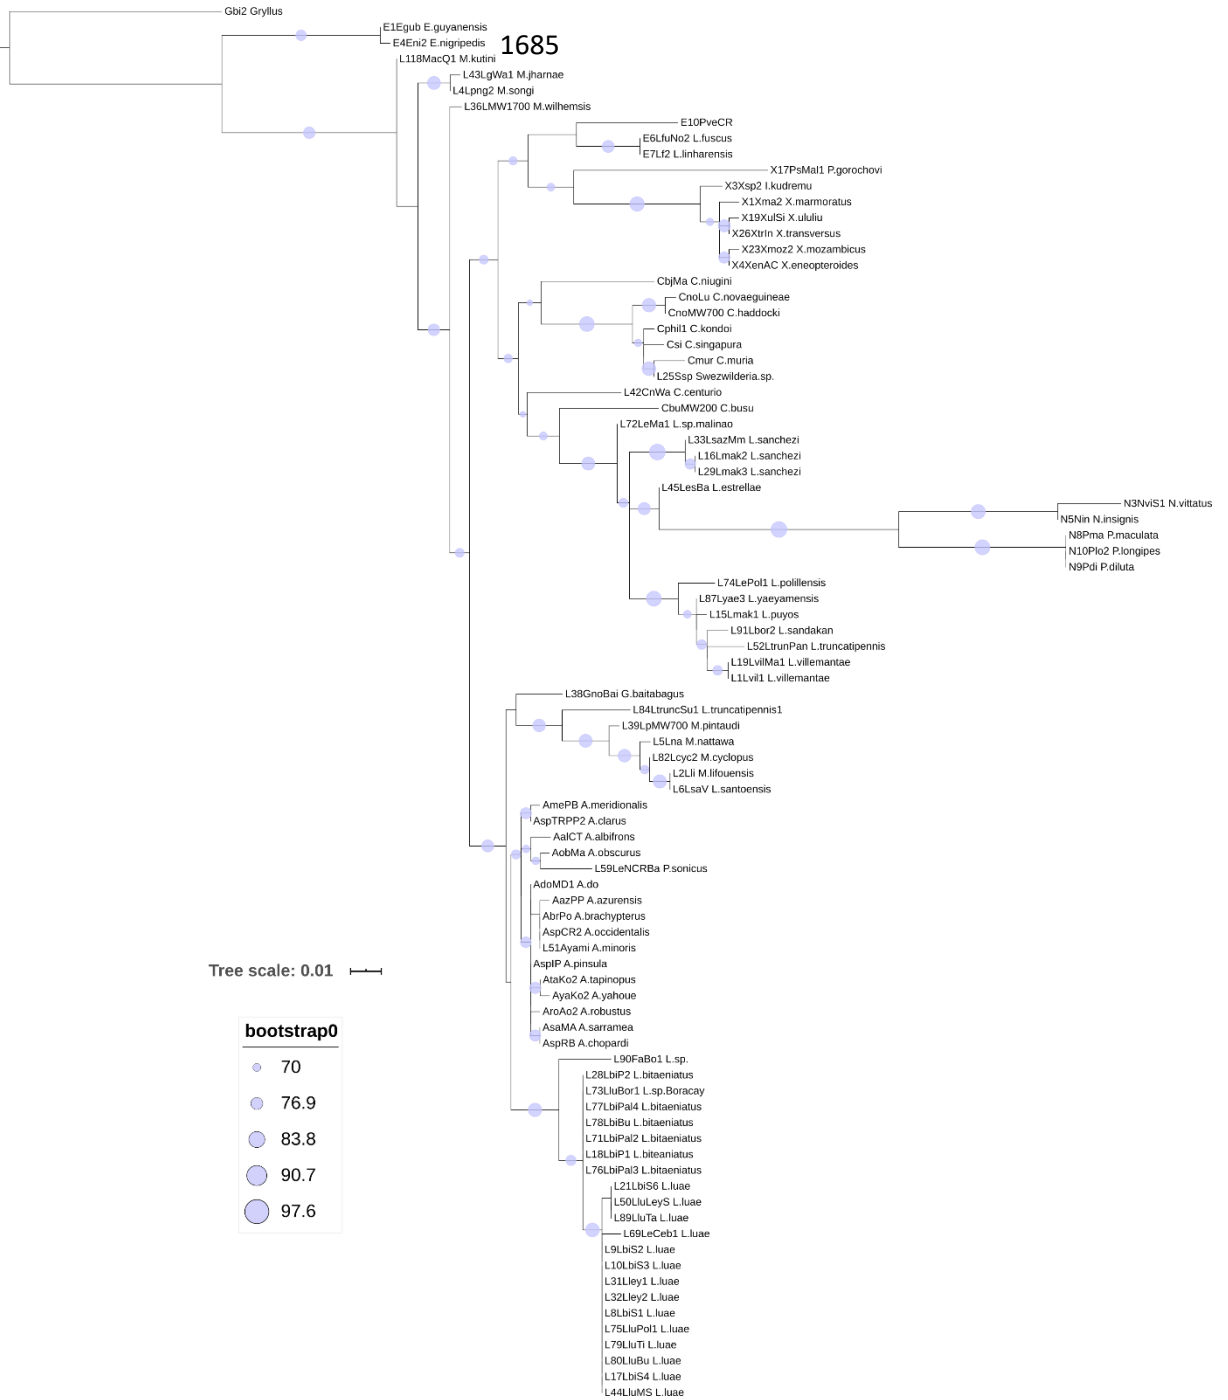 Gbi2 Gryllus
E1Egub E.guyanensis
E4Eni2 E.nigripedis
1685
L118MacQ1 M.kutini
L43LgWa1 M.jharnae
L4Lpng2 M.songi
L36LMW1700 M.wilhemsis
E10PveCR
E6LfuNo2 L.fuscus
E7Lf2 L.linharensis
X17PsMal1 P.gorochovi
X3Xsp2 I.kudremu
X1Xma2 X.marmoratus
X19XulSi X.ululiu
X26XtrIn X.transversus
X23Xmoz2 X.mozambicus
X4XenAC X.eneopteroides
CbjMa C.niugini
CnoLu C.novaeguineae
CnoMW700 C.haddocki
Cphil1 C.kondoi
Csi C.singapura
Cmur C.muria
L25Ssp Swezwilderia.sp.
L42CnWa C.centurio
CbuMW200 C.busu
L72LeMa1 L.sp.malinao
L33LsazMm L.sanchezi
L16Lmak2 L.sanchezi
L29Lmak3 L.sanchezi
L45LesBa L.estrellae
N3NviS1 N.vittatus
N5Nin N.insignis
N8Pma P.maculata
N10Plo2 P.longipes
N9Pdi P.diluta
L74LePol1 L.polillensis
L87Lyae3 L.yaeyamensis
L15Lmak1 L.puyos
L91Lbor2 L.sandakan
L52LtrunPan L.truncatipennis
L19LvilMa1 L.villemantae
L1Lvil1 L.villemantae
L38GnoBai G.baitabagus
L84LtruncSu1 L.truncatipennis1
L39LpMW700 M.pintaudi
L5Lna M.nattawa
L82Lcyc2 M.cyclopus
L2Lli M.lifouensis
L6LsaV L.santoensis
AmePB A.meridionalis
AspTRPP2 A.clarus
AalCT A.albifrons
AobMa A.obscurus
L59LeNCRBa P.sonicus
AdoMD1 A.do
AazPP A.azurensis
AbrPo A.brachypterus
AspCR2 A.occidentalis
L51Ayami A.minoris
AspIP A.pinsula
AtaKo2 A.tapinopus
AyaKo2 A.yahoue
AroAo2 A.robustus
AsaMA A.sarramea
AspRB A.chopardi
L90FaBo1 L.sp.
L28LbiP2 L.bitaeniatus
L73LluBor1 L.sp.Boracay
L77LbiPal4 L.bitaeniatus
L78LbiBu L.bitaeniatus
L71LbiPal2 L.bitaeniatus
L18LbiP1 L.biteaniatus
L76LbiPal3 L.bitaeniatus
L21LbiS6 L.luae
L50LluLeyS L.luae
L89LluTa L.luae
L69LeCeb1 L.luae
L9LbiS2 L.luae
L10LbiS3 L.luae
L31Lley1 L.luae
L32Lley2 L.luae
L8LbiS1 L.luae
L75LluPol1 L.luae
L79LluTi L.luae
L80LluBu L.luae
L17LbiS4 L.luae
L44LluMS L.luae
Tree scale: 0.01
bootstrap0
70
76.9
83.8
90.7
97.6